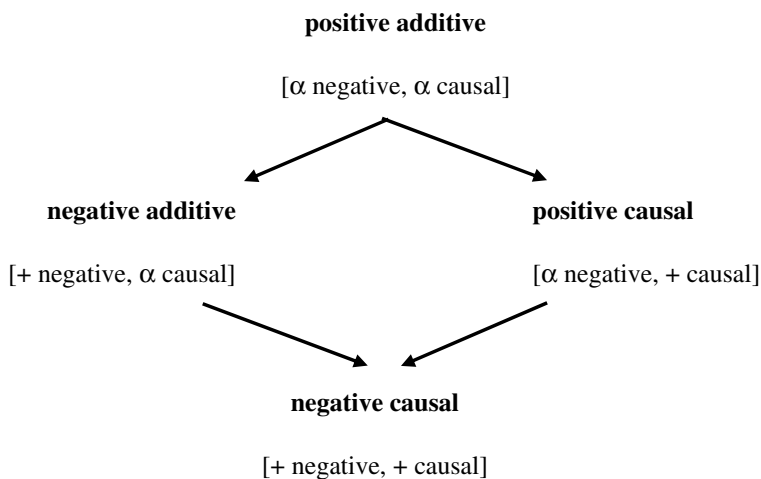 positive additive
[α negative, α causal]
negative additive
positive causal
[+ negative, α causal]
[α negative, + causal]
negative causal
[+ negative, + causal]